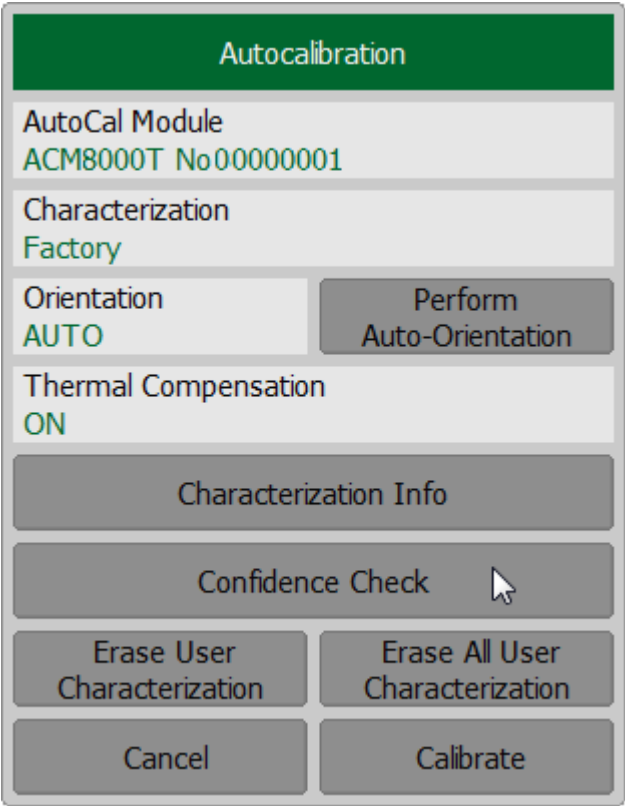 Autocalibration
AutoCal Module
ACM8000T No00000001
Characterization
Factory
Orientation
AUTO
Perform
Auto-Orientation
Thermal Compensation
ON
Characterization Info
Confidence Check
Erase User
Characterization
Erase All User
Characterization
Cancel
Calibrate